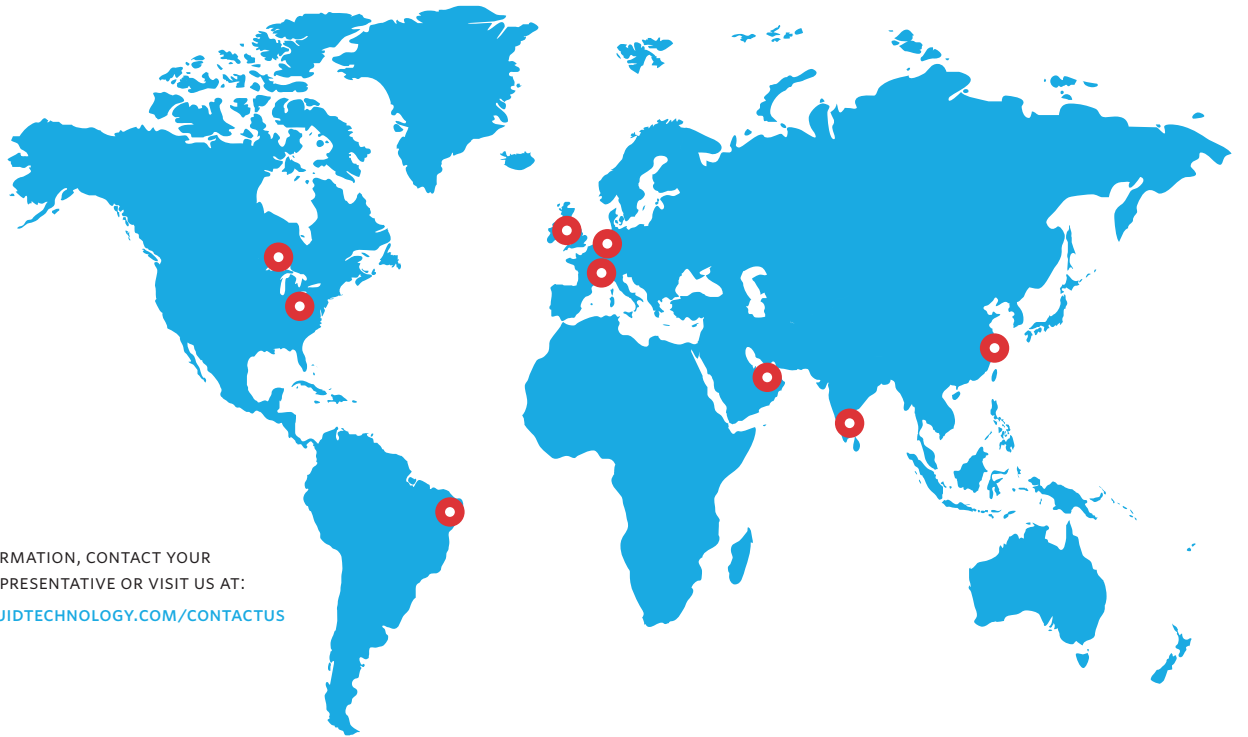 RMATION, CONTACT YOUR
PRESENTATIVE OR VISIT US AT:
UIDTECHNOLOGY.COM/CONTACTUS